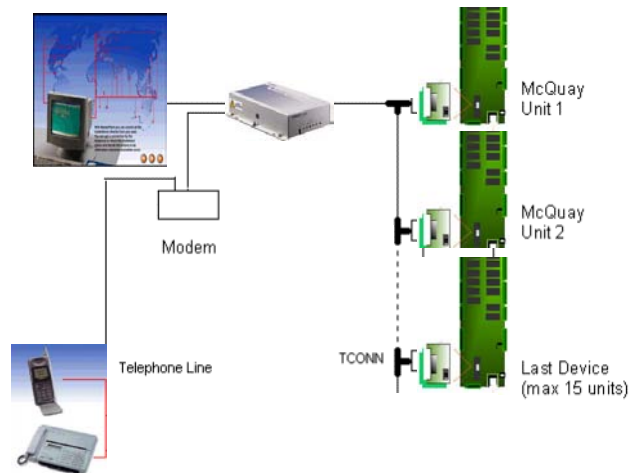 McQuay
Unit 1
McQuay
Unit 2
Modem
Telephone Line
TCONN
Last Device
(max 15 units)